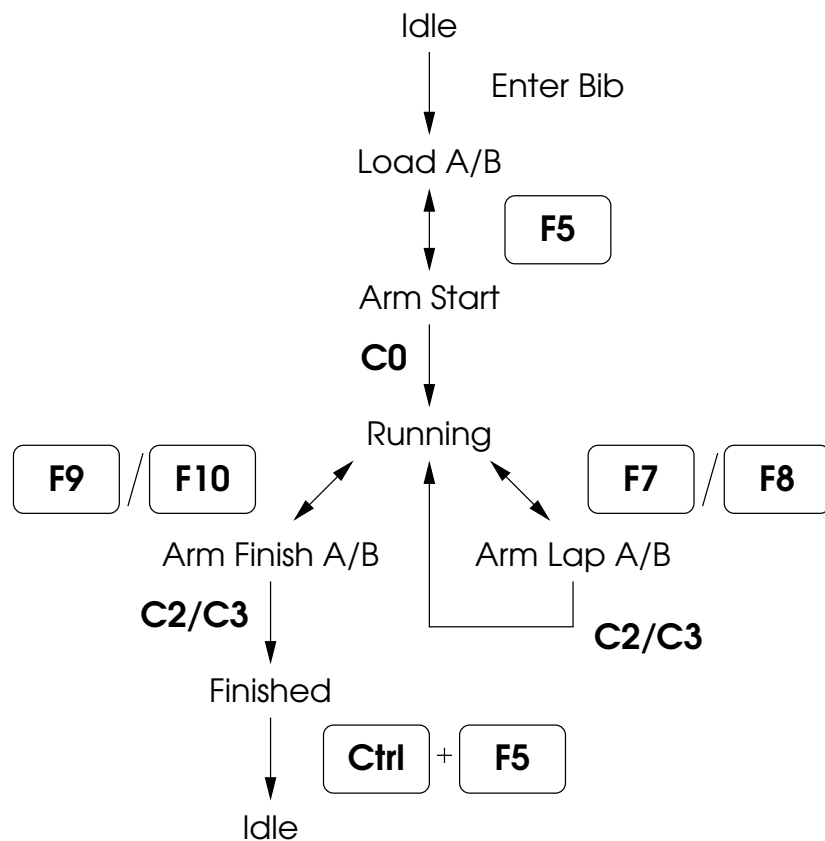 Idle
Enter Bib
Load A/B
F5
Arm Start
C0
Running
F9 / F10
F7 / F8
Arm Finish A/B
Arm Lap A/B
C2/C3
C2/C3
Finished
Ctrl + F5
Idle